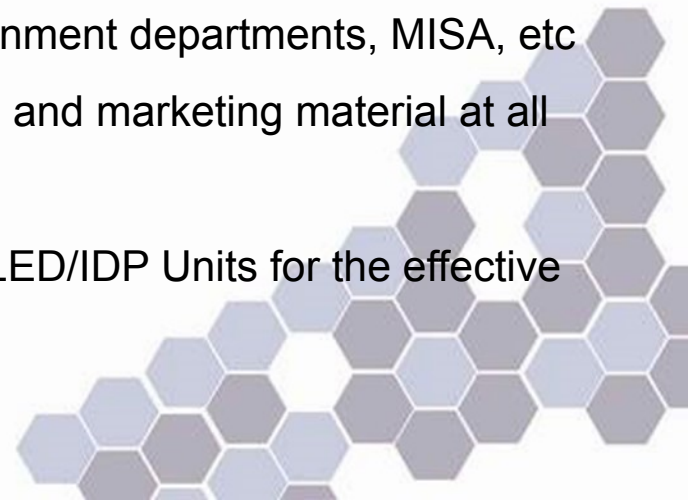 nment departments, MISA, etc
and marketing material at all
LED/IDP Units for the effective